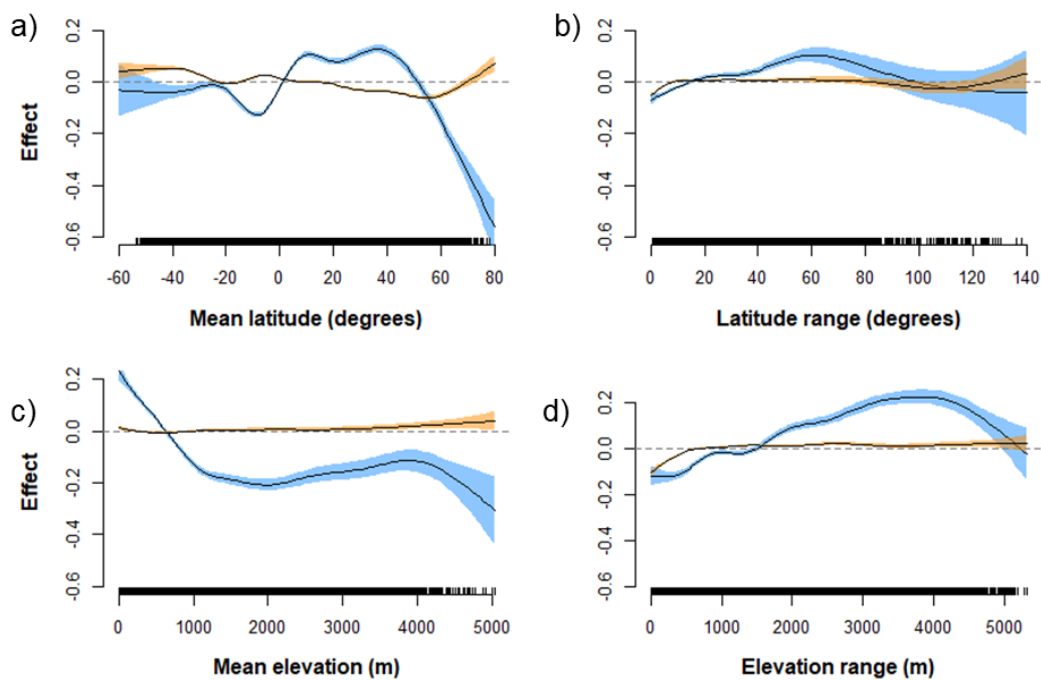 a)
0.2
0.0
-0.2
-0.4
-0.6
Effect
-60 -40 -20 0 20 40 60 80
Mean latitude (degrees)
b)
0.2
0.0
-0.2
-0.4
-0.6
0 20 40 60 80 100 120 140
Latitude range (degrees)
c)
0.2
0.0
-0.2
-0.4
-0.6
Effect
0 1000 2000 3000 4000 5000
Mean elevation (m)
d)
0.2
0.0
-0.2
-0.4
-0.6
0 1000 2000 3000 4000 5000
Elevation range (m)